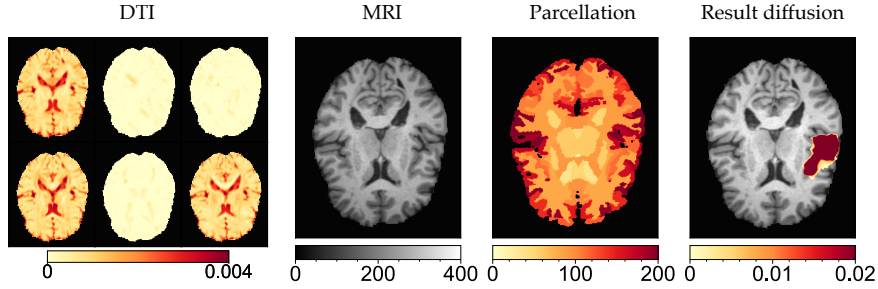 DTI
MRI
Parcellation
Result diffusion
0 0.004
0 200 400
0 100 200
0 0.01 0.02